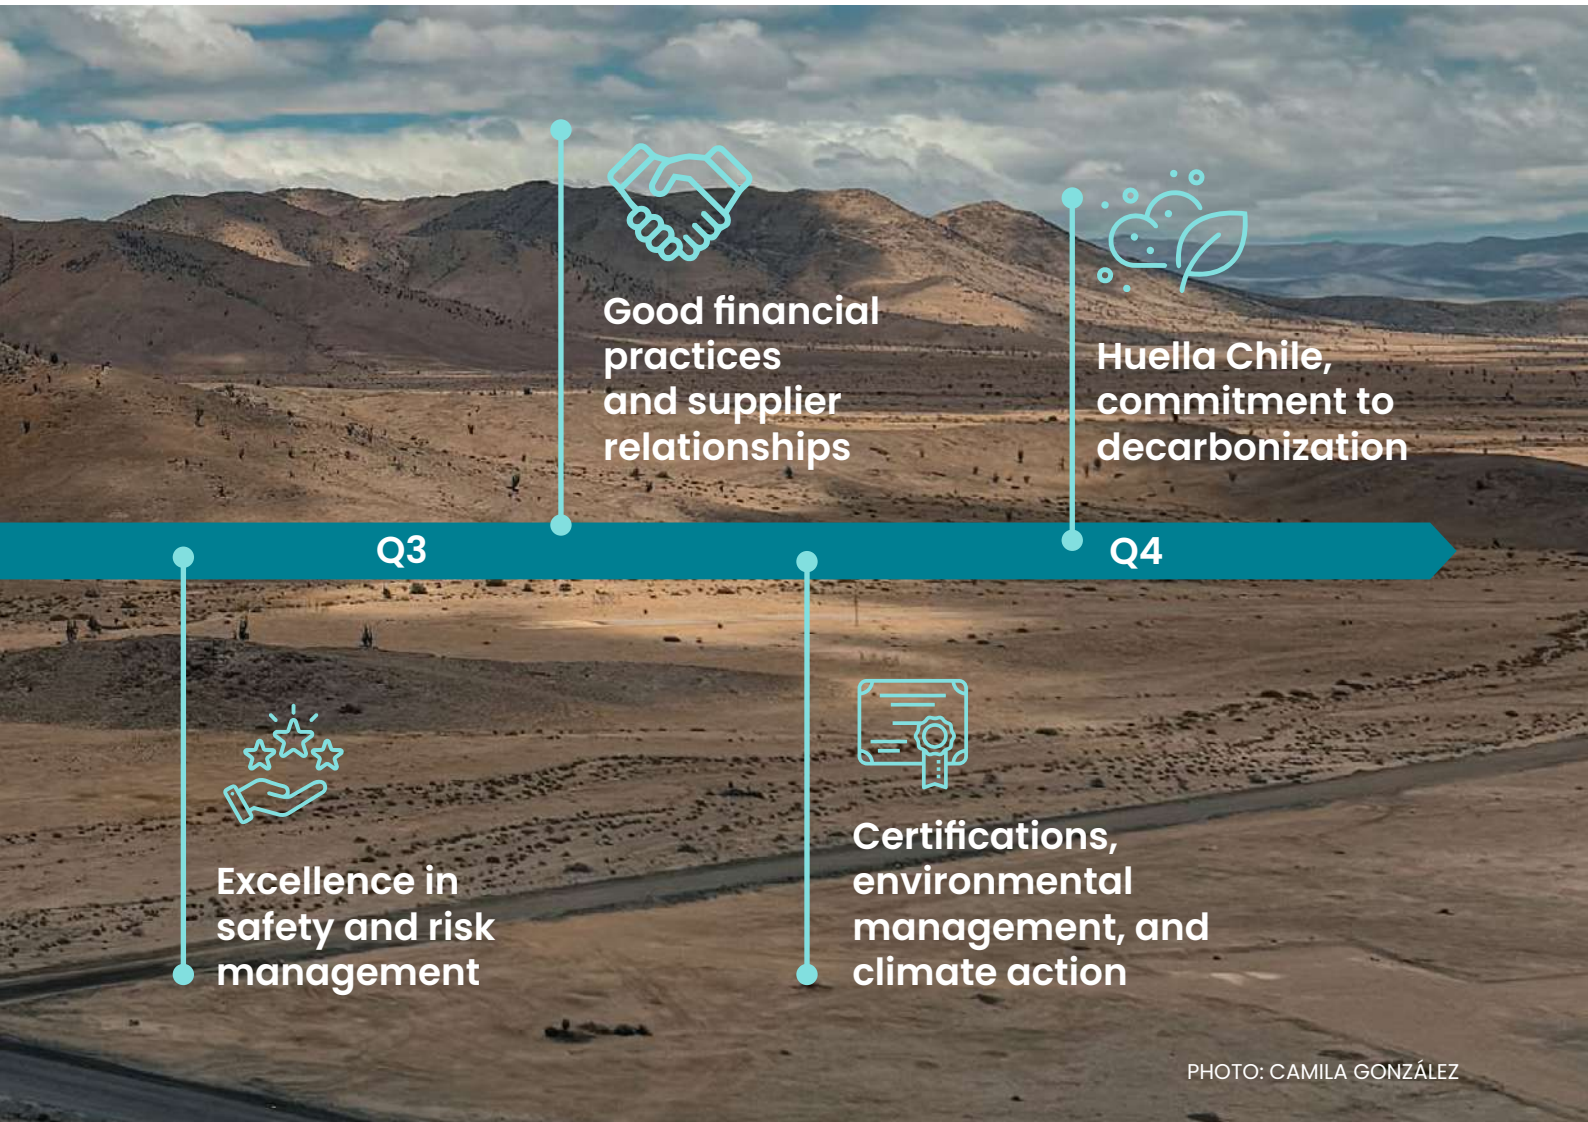 Good financial
practices
and supplier
relationships
Huella Chile,
commitment to
decarbonization
Q3
Q4
Excellence in
safety and risk
management
Certifications,
environmental
management, and
climate action
PHOTO: CAMILA GONZÁLEZ